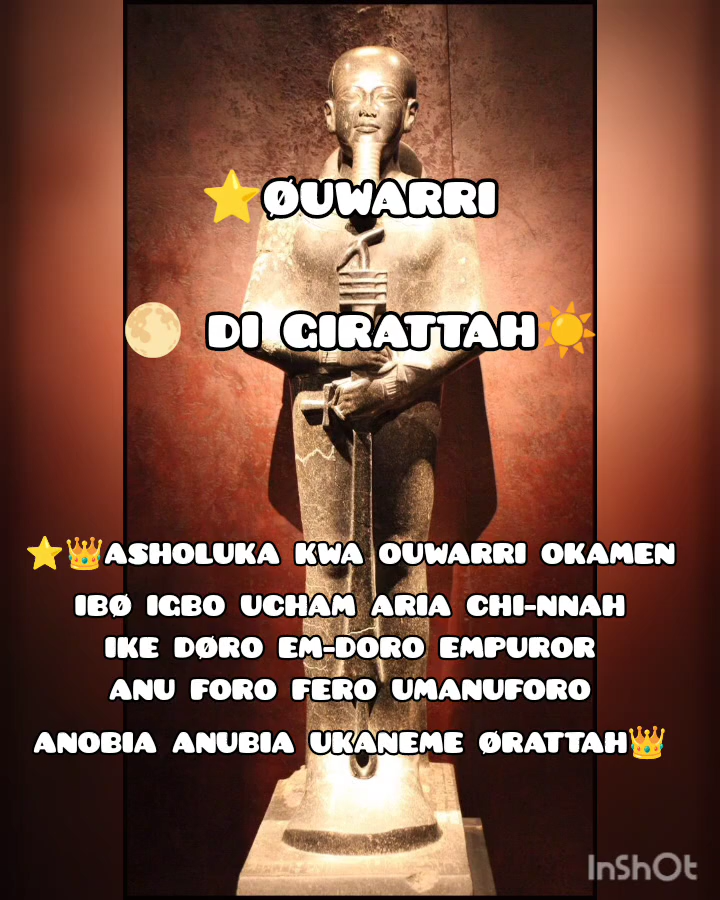 ⭐ØUWARRI
🌕 DI GIRATTAH☀️
⭐👑ASHOLUKA KWA OUWARRI OKAMEN
IBØ IGBO UCHAM ARIA CHI-NNAH
IKE DØRO EM-DORO EMPUROR
ANU FORO FERO UMANUFORO
ANOBIA ANUBIA UKANEME ØRATTAH👑
InShOt